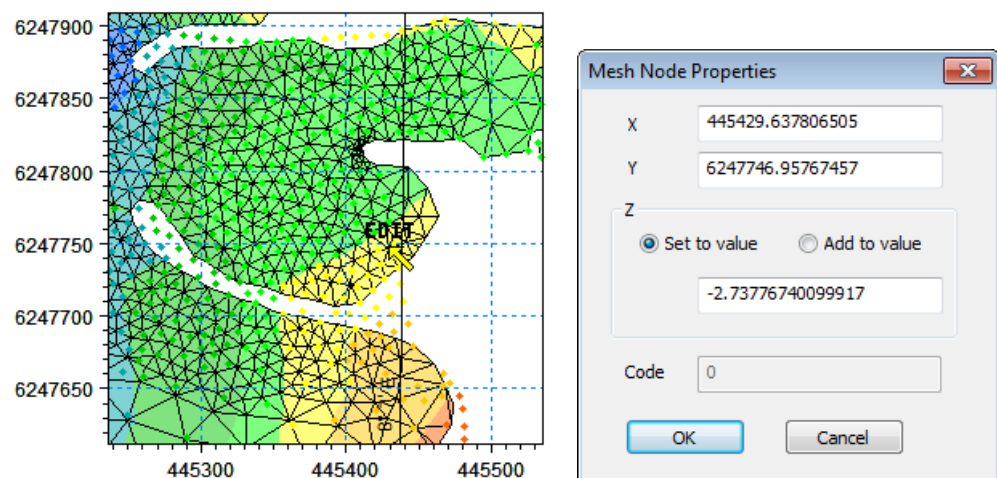 6247900
6247850
6247800
6247750
6247700
6247650
445300 445400 445500
EDIT
Mesh Node Properties
X 445429.637806505
Y 6247746.95767457
Z
Set to value Add to value
-2.73776740099917
Code 0
OK Cancel